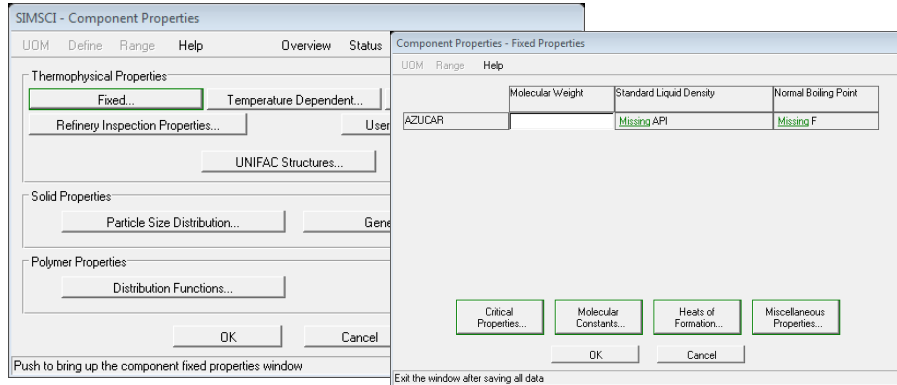 SIMSCI - Component Properties
UOM Define Range Help Overview Status
Thermophysical Properties
Fixed... Temperature Dependent...
Refinery Inspection Properties... User
UNIFAC Structures...
Solid Properties
Particle Size Distribution... Gene
Polymer Properties
Distribution Functions...
OK Cancel
Push to bring up the component fixed properties window
Component Properties - Fixed Properties
UOM Range Help
Molecular Weight Standard Liquid Density Normal Boiling Point
AZUCAR Missing API Missing F
Critical Properties... Molecular Constants... Heats of Formation... Miscellaneous Properties...
OK Cancel
Exit the window after saving all data